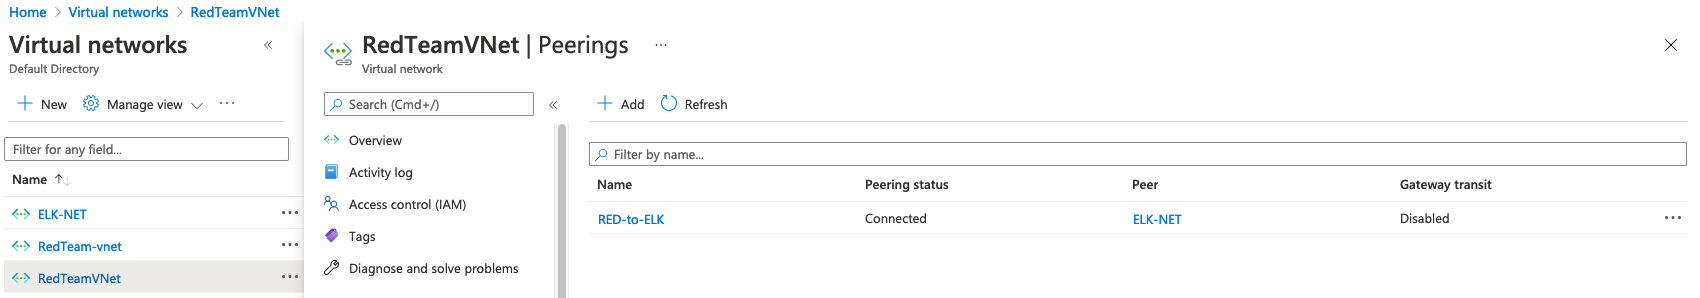 Home > Virtual networks > RedTeamVNet
Virtual networks «
Default Directory
New Manage view ...
Filter for any field...
Name ↑↓
ELK-NET ...
RedTeam-vnet ...
RedTeamVNet ...
RedTeamVNet | Peerings ...
Virtual network
Search (Cmd+/) «
Overview
Activity log
Access control (IAM)
Tags
Diagnose and solve problems
+ Add Refresh
Filter by name...
Name Peering status Peer Gateway transit
RED-to-ELK Connected ELK-NET Disabled ...